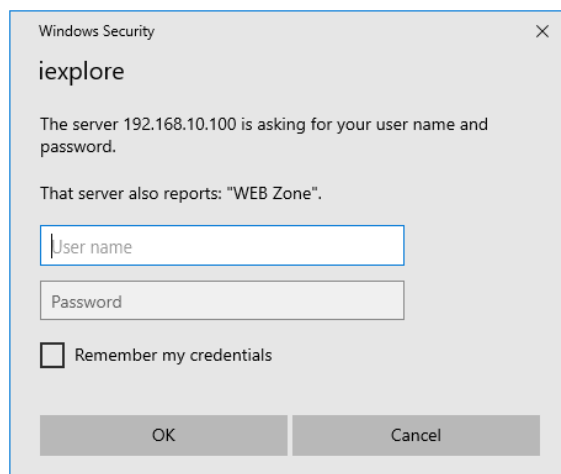 Windows Security
iexplore
The server 192.168.10.100 is asking for your user name and
password.
That server also reports: "WEB Zone".
User name
Password
Remember my credentials
OK
Cancel